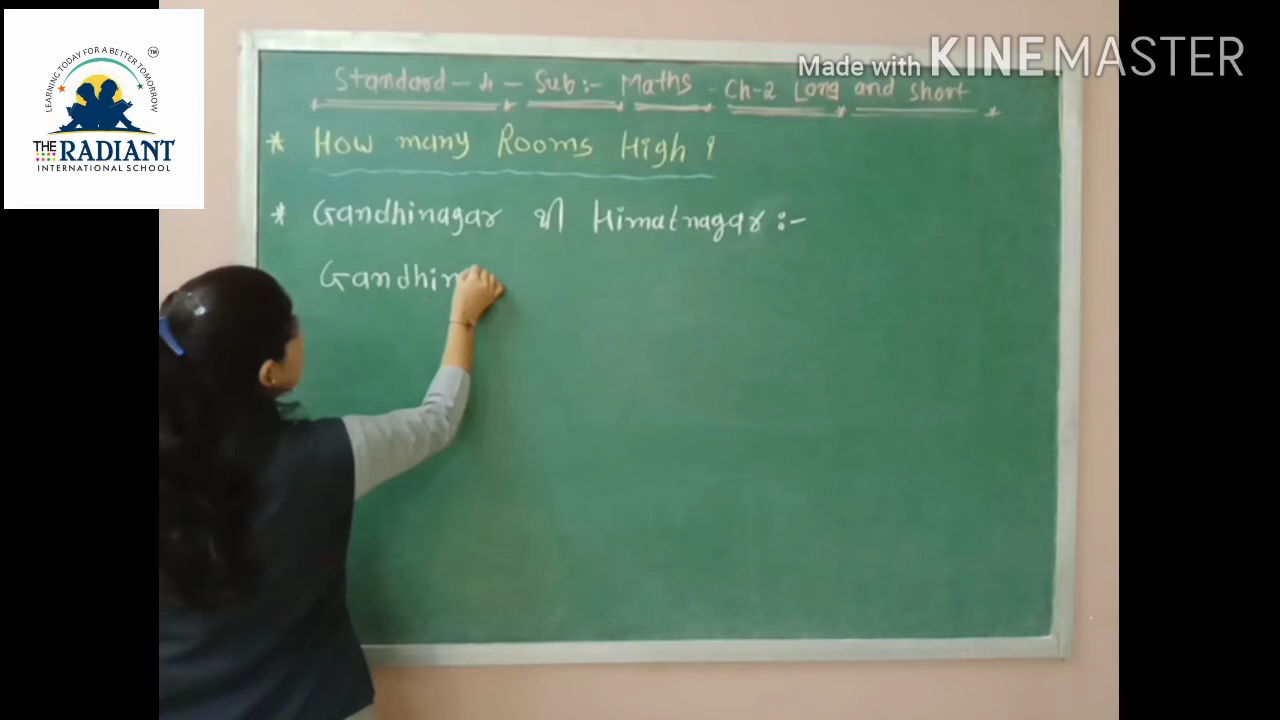 LEARNING TODAY FOR A BETTER TOMORROW
TM
THE RADIANT
INTERNATIONAL SCHOOL
Made with KINEMASTER
Standard - 4 - Sub :- Maths - Ch-2 Long and short
* How many Rooms High ?
* Gandhinagar થી Himatnagar :-
Gandhin